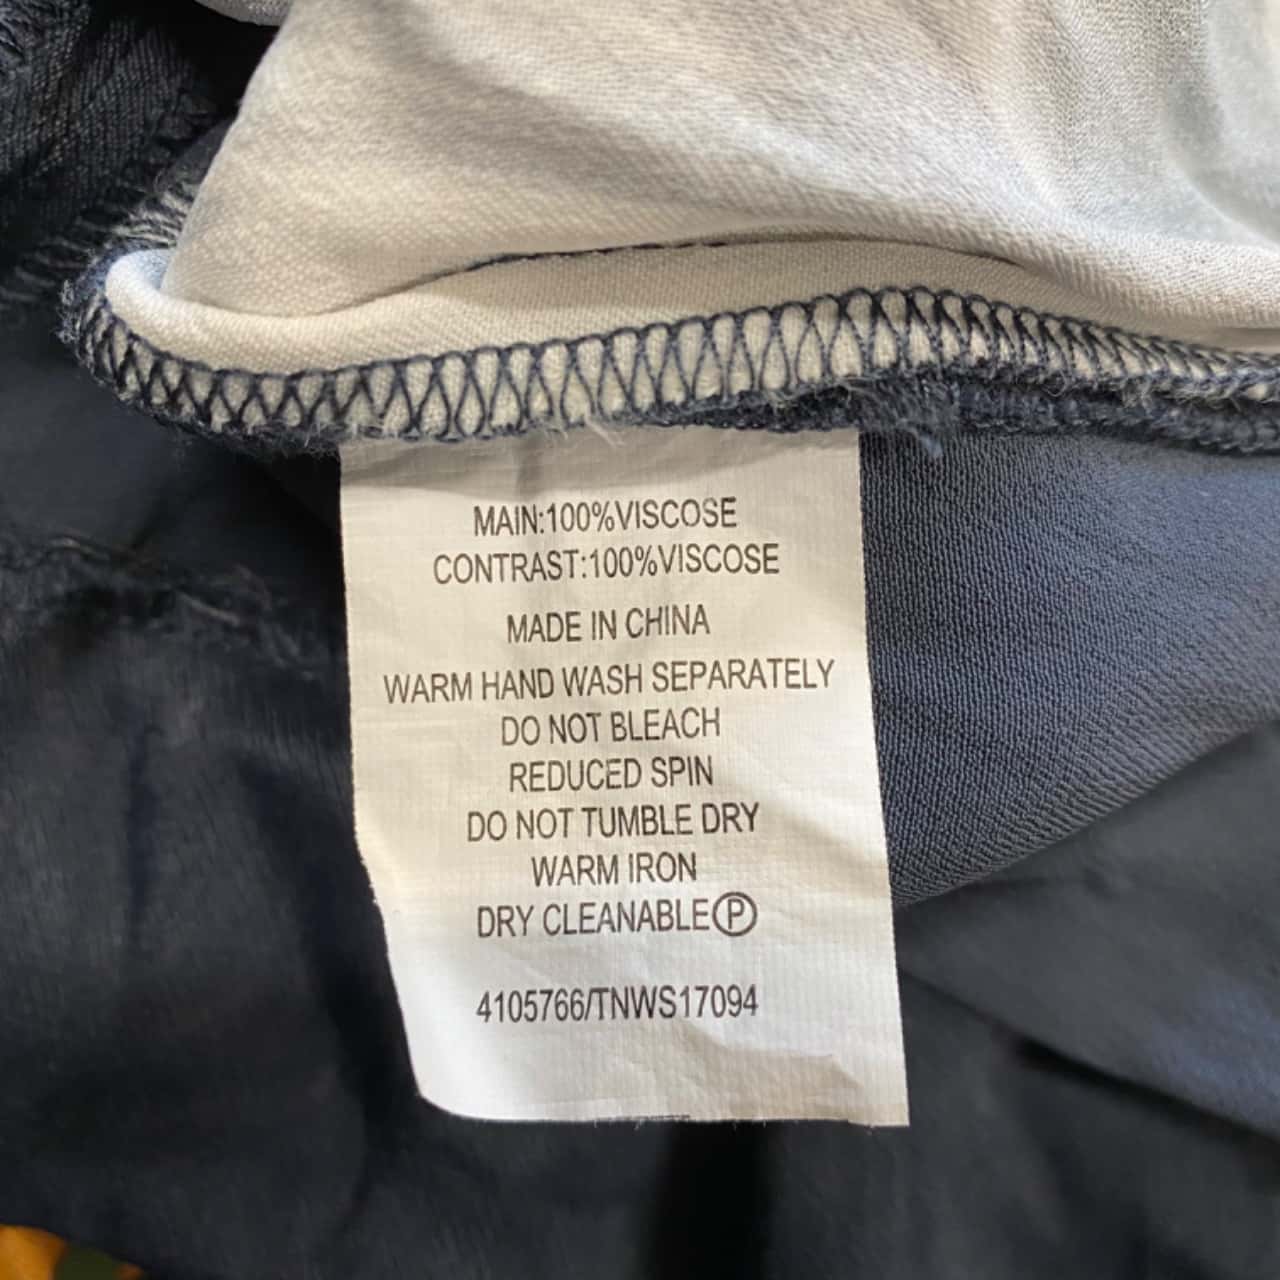 MAIN:100%VISCOSE
CONTRAST:100%VISCOSE
MADE IN CHINA
WARM HAND WASH SEPARATELY
DO NOT BLEACH
REDUCED SPIN
DO NOT TUMBLE DRY
WARM IRON
DRY CLEANABLEⓅ
4105766/TNWS17094